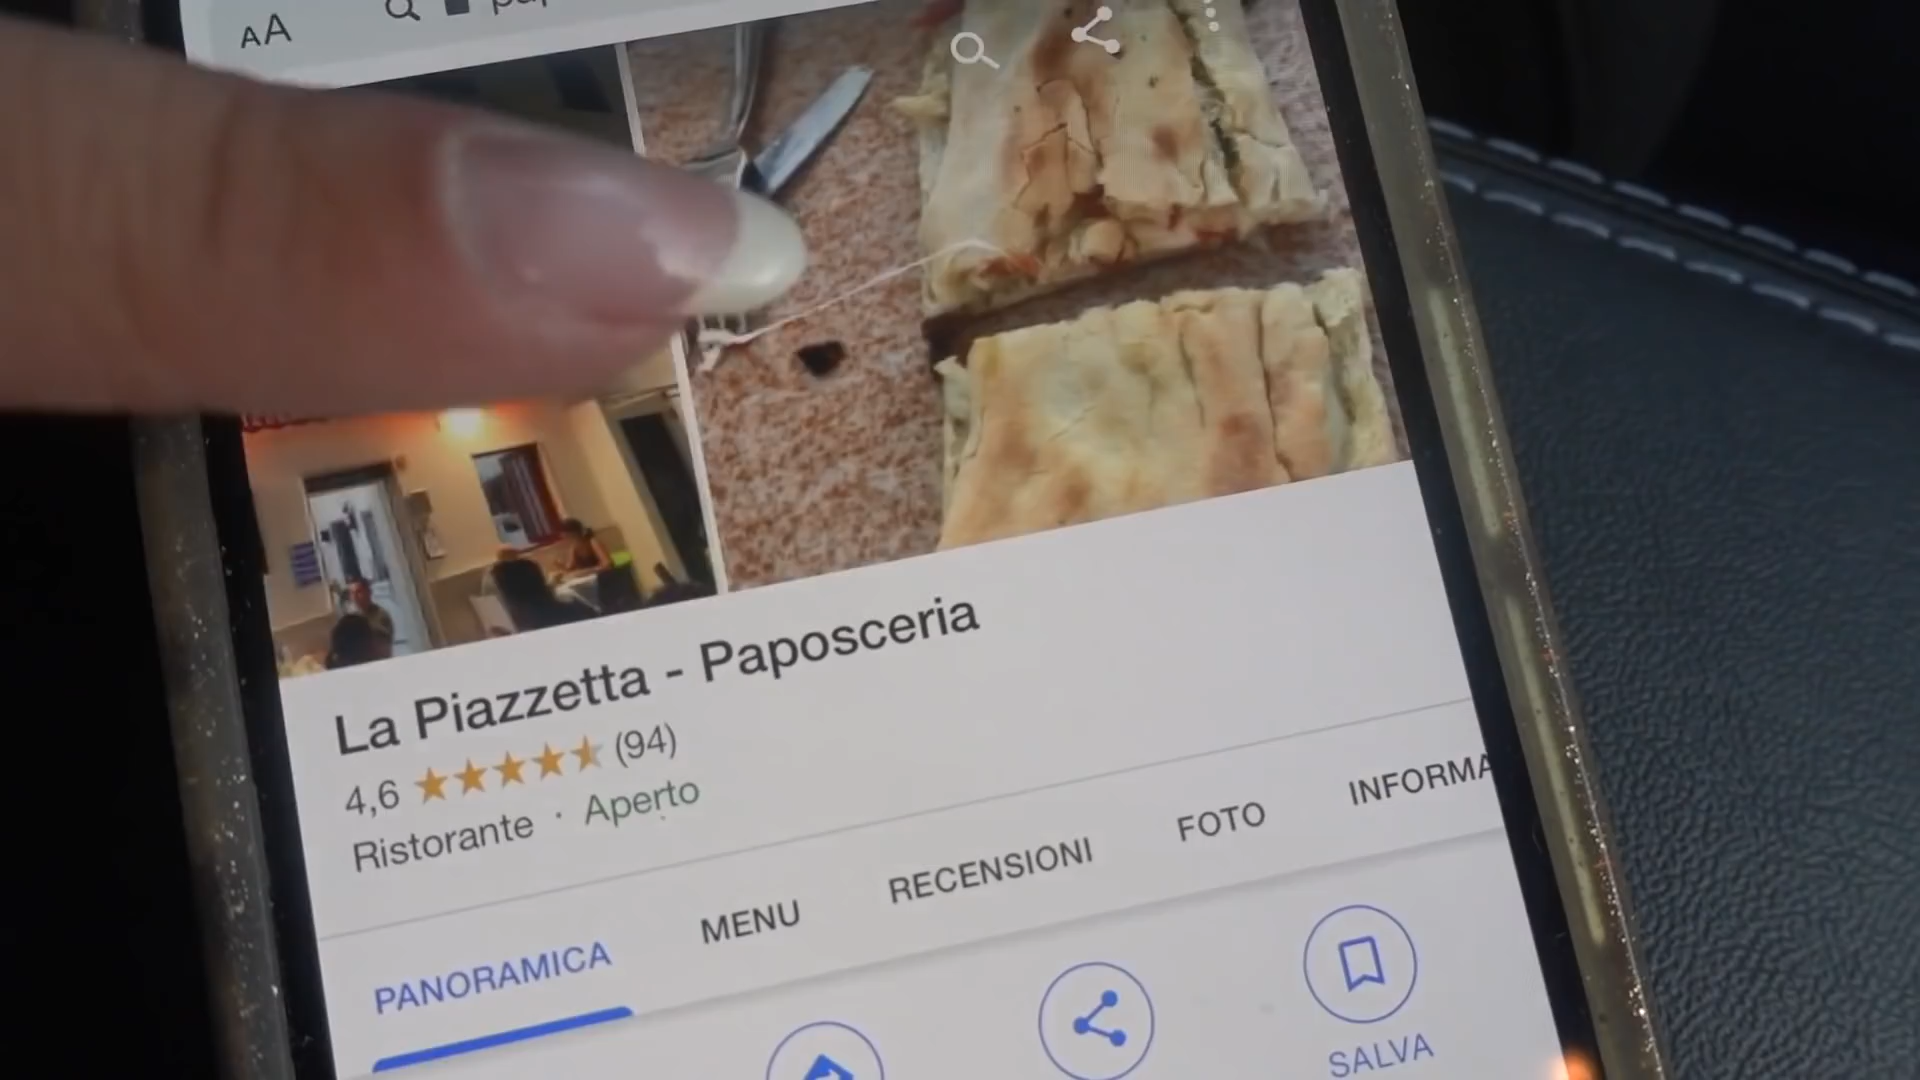 AA
La Piazzetta - Paposceria
4,6 (94)
Ristorante · Aperto
PANORAMICA MENU RECENSIONI FOTO INFORMA
SALVA